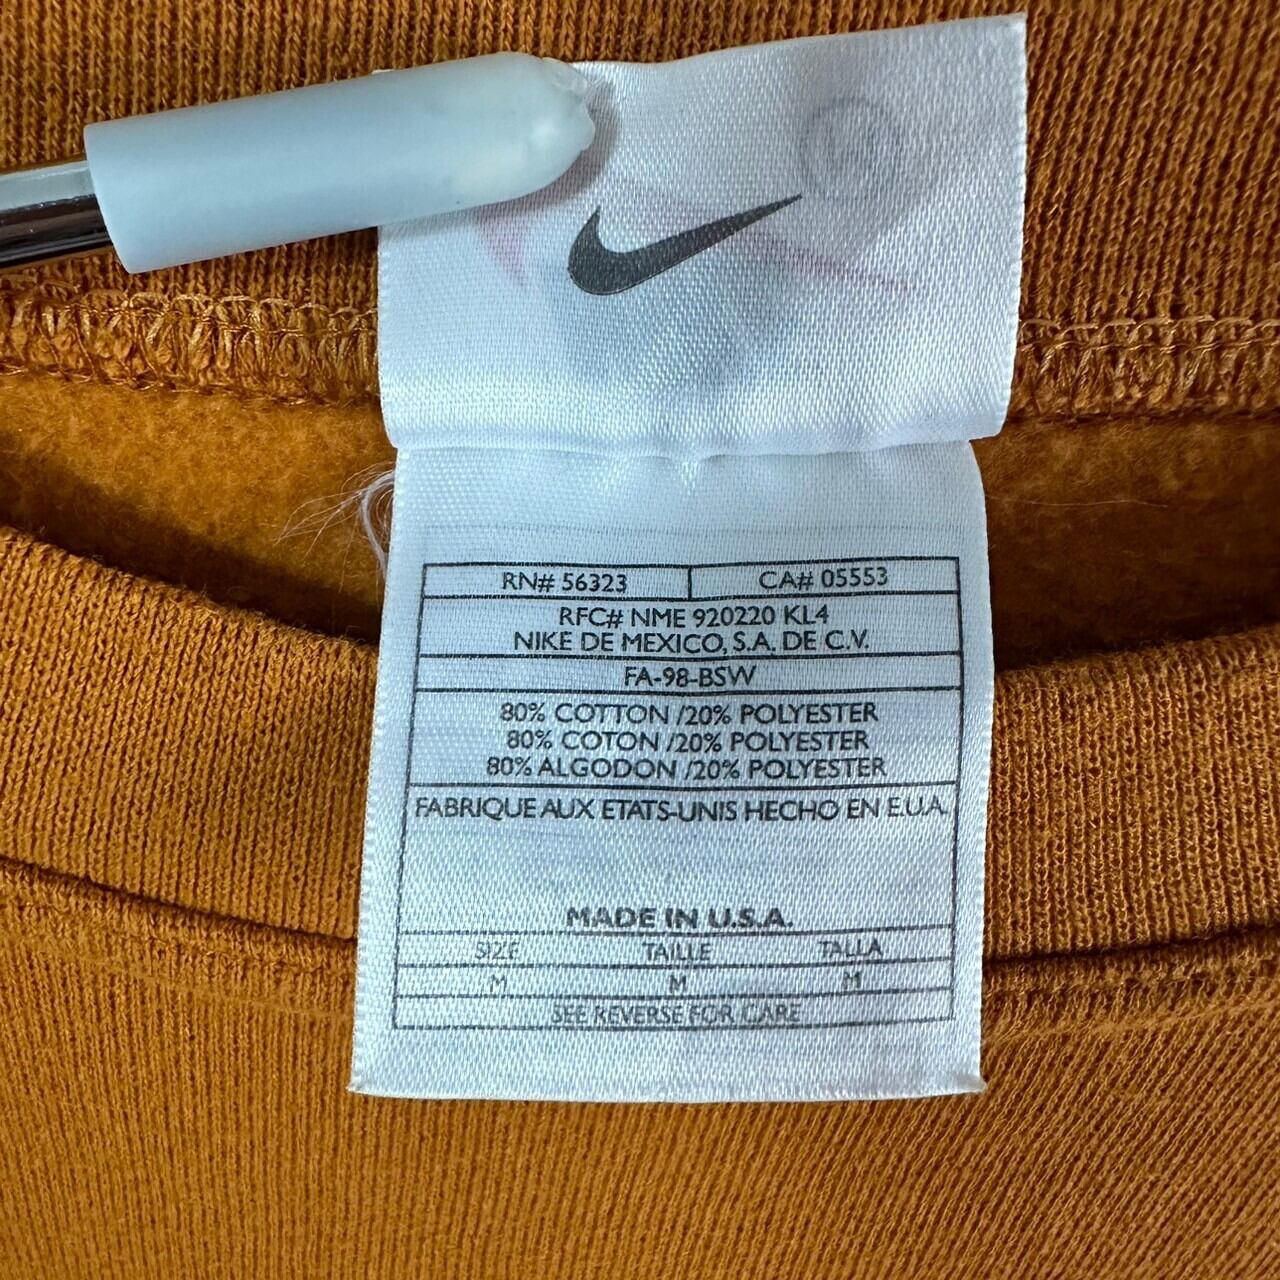 RN# 56323 CA# 05553
RFC# NME 920220 KL4
NIKE DE MEXICO, S.A. DE C.V.
FA-98-BSW
80% COTTON /20% POLYESTER
80% COTON /20% POLYESTER
80% ALGODON /20% POLYESTER
FABRIQUE AUX ETATS-UNIS HECHO EN E.U.A.
MADE IN U.S.A.
SIZE TAILLE TALLA
M M M
SEE REVERSE FOR CARE